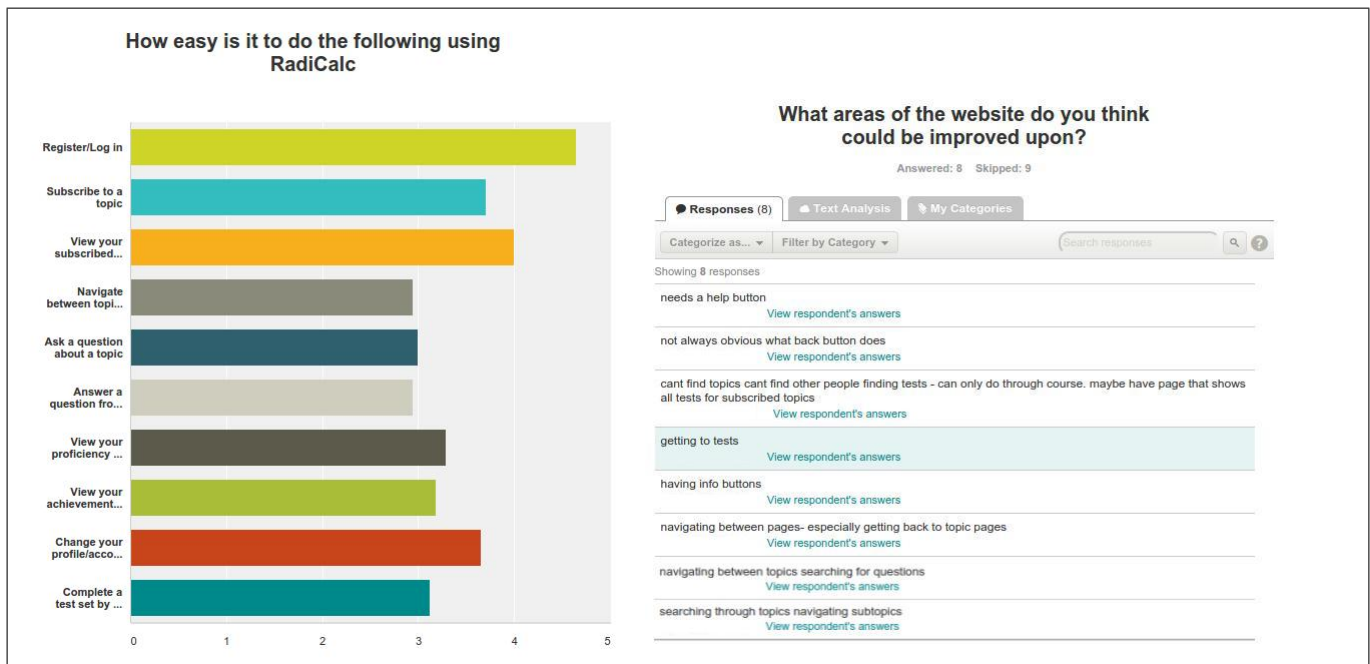 How easy is it to do the following using
RadiCalc
Register/Log in
Subscribe to a
topic
View your
subscribed...
Navigate
between topi...
Ask a question
about a topic
Answer a
question fro...
View your
proficiency ...
View your
achievement...
Change your
profile/acco...
Complete a
test set by ...
0 1 2 3 4 5
What areas of the website do you think
could be improved upon?
Answered: 8 Skipped: 9
Responses (8) Text Analysis My Categories
Categorize as... Filter by Category Search responses ?
Showing 8 responses
needs a help button
View respondent's answers
not always obvious what back button does
View respondent's answers
cant find topics cant find other people finding tests - can only do through course. maybe have page that shows
all tests for subscribed topics
View respondent's answers
getting to tests
View respondent's answers
having info buttons
View respondent's answers
navigating between pages- especially getting back to topic pages
View respondent's answers
navigating between topics searching for questions
View respondent's answers
searching through topics navigating subtopics
View respondent's answers